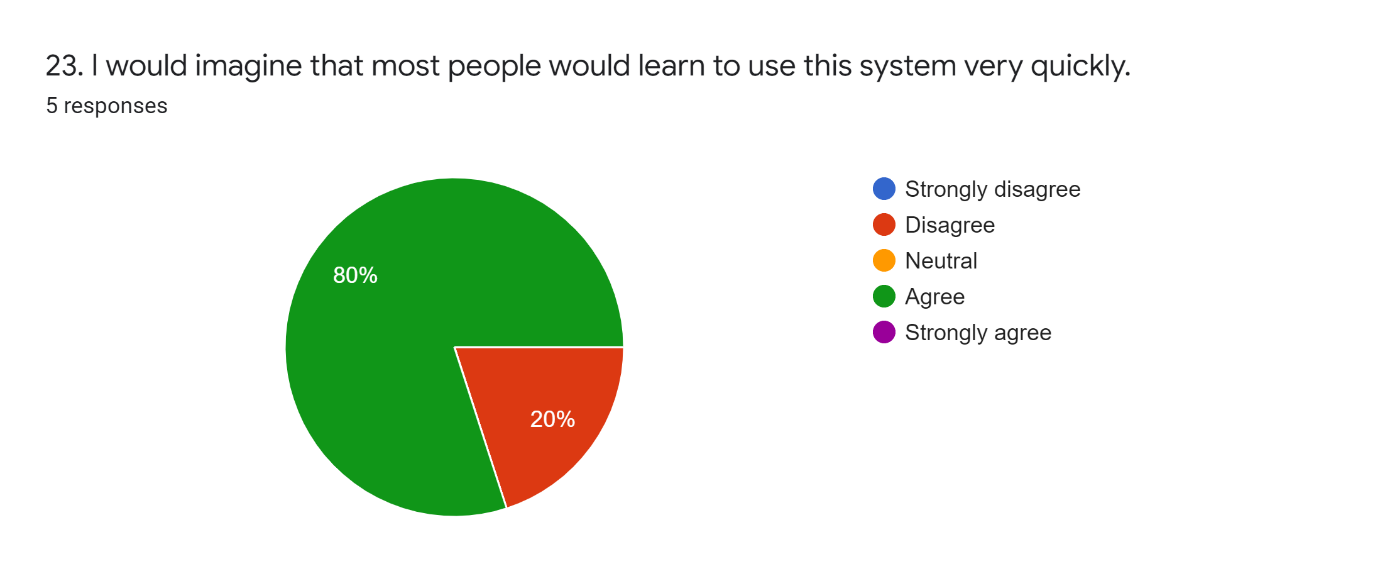 23. I would imagine that most people would learn to use this system very quickly.
5 responses
80%
20%
Strongly disagree
Disagree
Neutral
Agree
Strongly agree